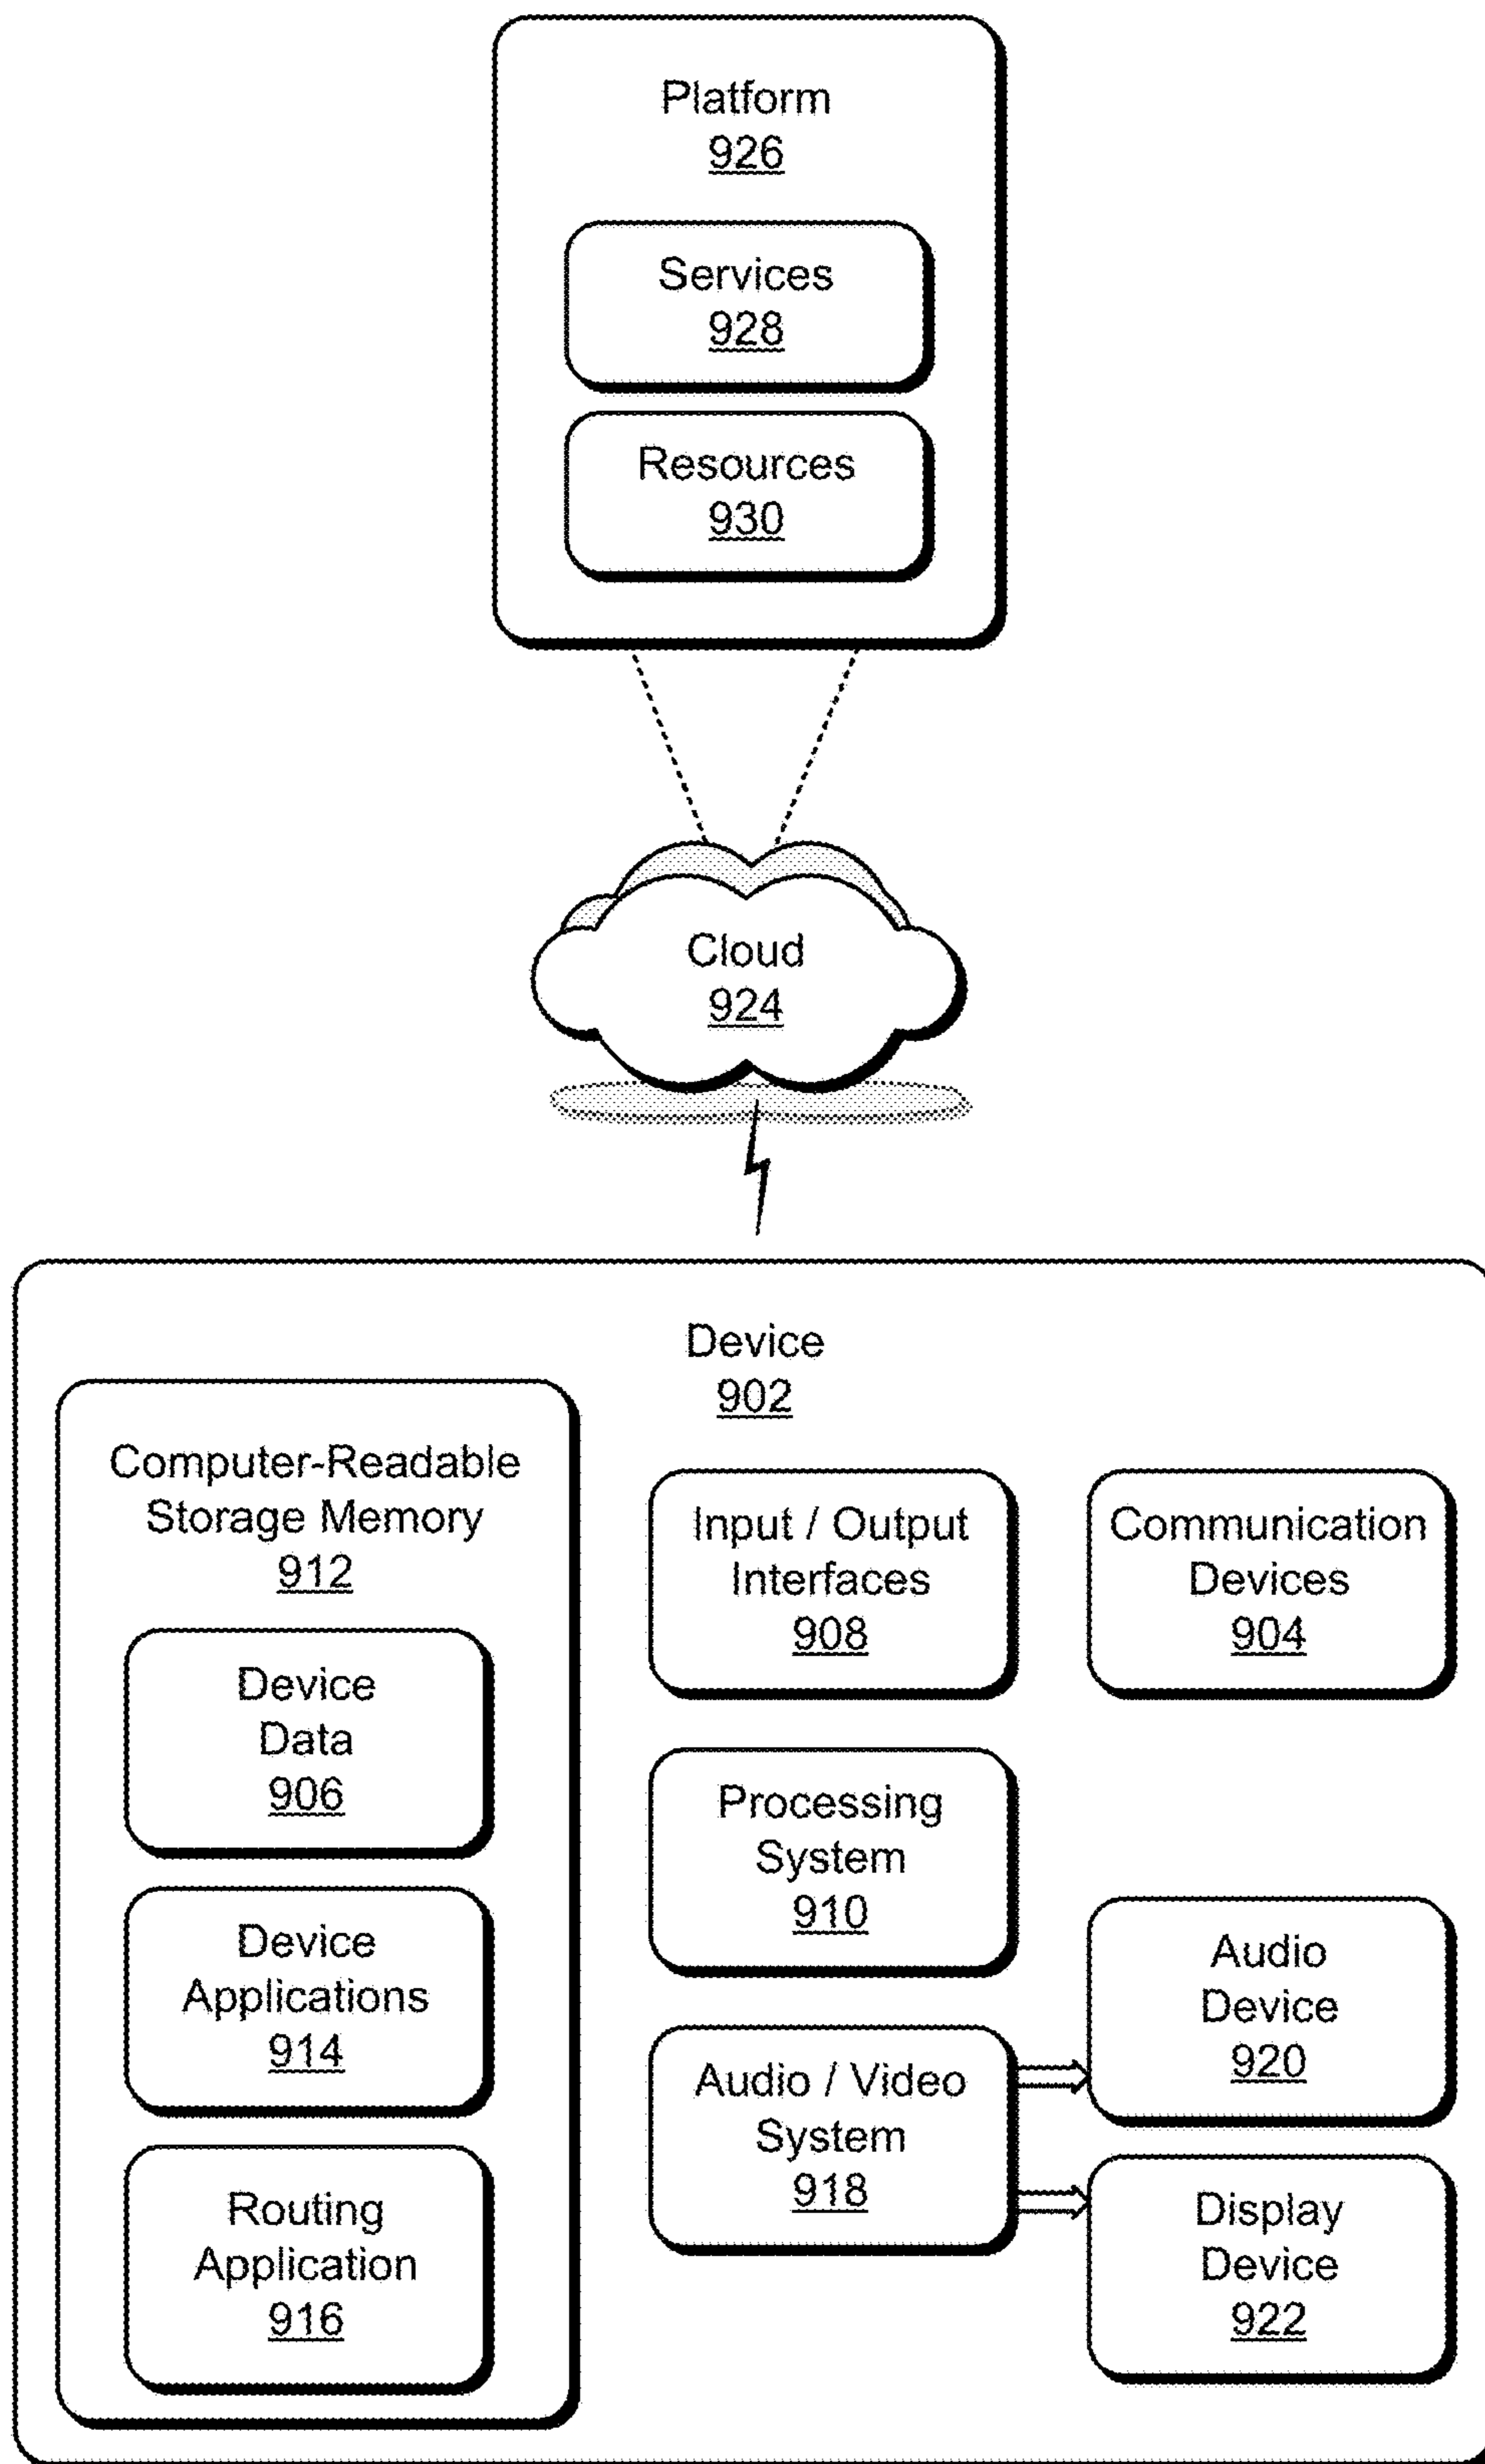 Platform
926
Services
928
Resources
930
Cloud
924
Device
902
Computer-Readable
Storage Memory
912
Device
Data
906
Device
Applications
914
Routing
Application
916
Input / Output
Interfaces
908
Processing
System
910
Audio / Video
System
918
Communication
Devices
904
Audio
Device
920
Display
Device
922